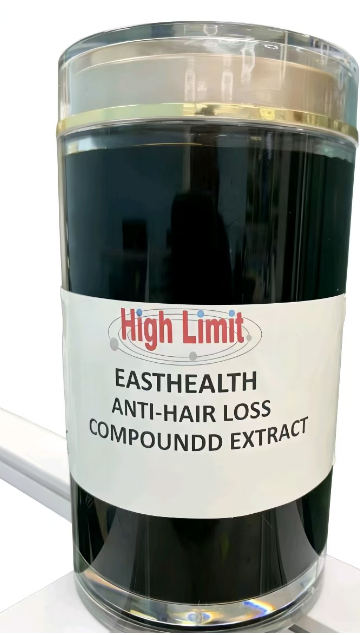 High Limit
EASTHEALTH
ANTI-HAIR LOSS
COMPOUNDD EXTRACT